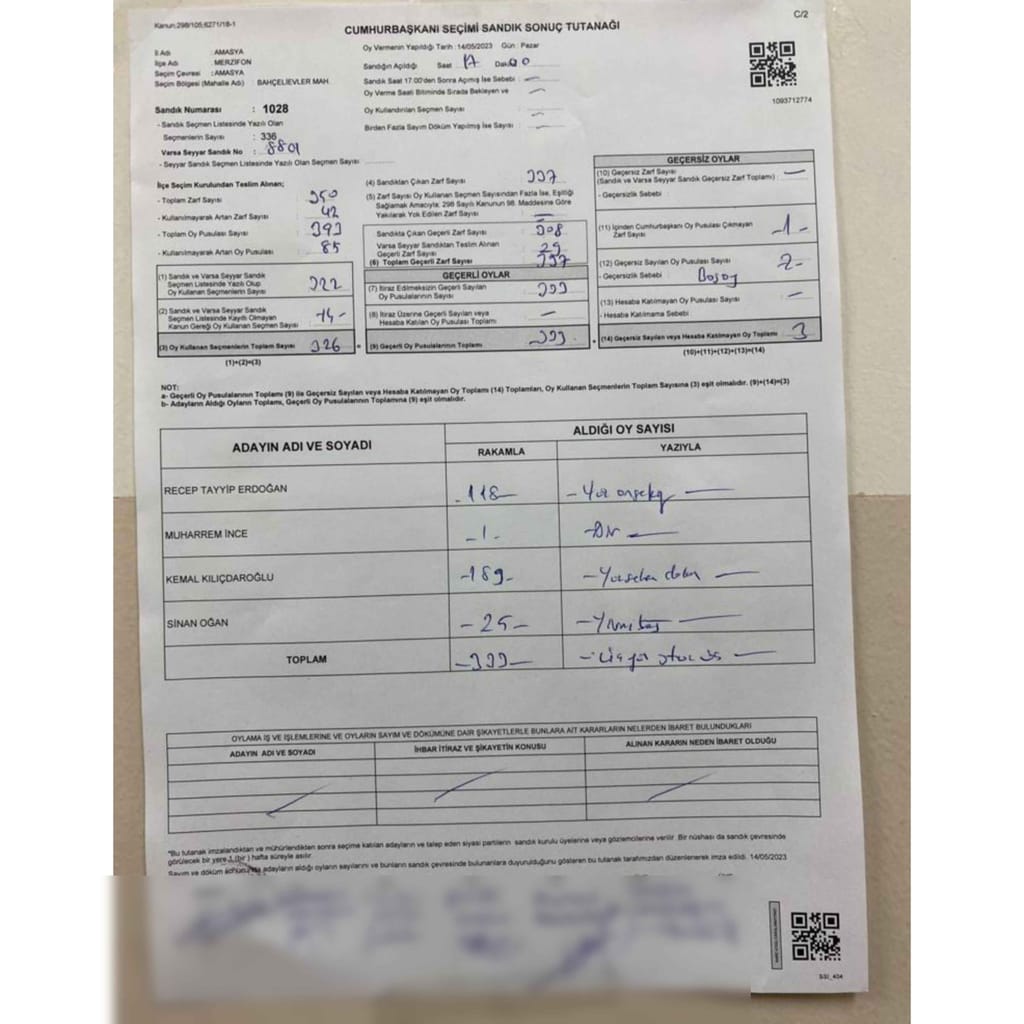 Kanun:298/105,6271/18-1
C/2
CUMHURBAŞKANI SEÇİMİ SANDIK SONUÇ TUTANAĞI
İl Adı : AMASYA
İlçe Adı : MERZİFON
Seçim Çevresi : AMASYA
Seçim Bölgesi (Mahalle Adı) BAHÇELİEVLER MAH.
Sandık Numarası : 1028
- Sandık Seçmen Listesinde Yazılı Olan
Seçmenlerin Sayısı : 336
Varsa Seyyar Sandık No : 8801
- Seyyar Sandık Seçmen Listesinde Yazılı Olan Seçmen Sayısı
Oy Vermenin Yapıldığı Tarih : 14/05/2023 Gün : Pazar
Sandığın Açıldığı Saat 17 Dak 00
Sandık Saat 17.00'den Sonra Açmış İse Sebebi : —
Oy Verme Saati Bitiminde Sırada Bekleyen ve —
Oy Kullandırılan Seçmen Sayısı —
Birden Fazla Sayım Döküm Yapılmış İse Sayısı : —
1093712774
İlçe Seçim Kurulundan Teslim Alınan;
- Toplam Zarf Sayısı : 350
- Kullanılmayarak Artan Zarf Sayısı : 42
- Toplam Oy Pusulası Sayısı : 393
- Kullanılmayarak Artan Oy Pusulası : 85
(1) Sandık ve Varsa Seyyar Sandık
Seçmen Listesinde Yazılı Olup
Oy Kullanan Seçmenlerin Sayısı : 322
(2) Sandık ve Varsa Seyyar Sandık
Seçmen Listesinde Kayıtlı Olmayan
Kanun Gereği Oy Kullanan Seçmen Sayısı :
(3) Oy Kullanan Seçmenlerin Toplam Sayısı 326
(1)+(2)=(3)
(4) Sandıktan Çıkan Zarf Sayısı : 337
(5) Zarf Sayısı Oy Kullanan Seçmen Sayısından Fazla İse, Eşitliği
Sağlamak Amacıyla; 298 Sayılı Kanunun 98. Maddesine Göre
Yakılarak Yok Edilen Zarf Sayısı : —
Sandıkta Çıkan Geçerli Zarf Sayısı : 308
Varsa Seyyar Sandıktan Teslim Alınan
Geçerli Zarf Sayısı : 29
(6) Toplam Geçerli Zarf Sayısı : 337
GEÇERLİ OYLAR
(7) İtiraz Edilmeksizin Geçerli Sayılan
Oy Pusulalarının Sayısı : 333
(8) İtiraz Üzerine Geçerli Sayılan veya
Hesaba Katılan Oy Pusulası Toplamı : —
(9) Geçerli Oy Pusulalarının Toplamı : 333
GEÇERSİZ OYLAR
(10) Geçersiz Zarf Sayısı —
(Sandık ve Varsa Seyyar Sandık Geçersiz Zarf Toplamı) :
- Geçersizlik Sebebi :
(11) İçinden Cumhurbaşkanı Oy Pusulası Çıkmayan
Zarf Sayısı : -1-
(12) Geçersiz Sayılan Oy Pusulası Sayısı : 2-
- Geçersizlik Sebebi :
(13) Hesaba Katılmayan Oy Pusulası Sayısı : —
- Hesaba Katılmama Sebebi :
(14) Geçersiz Sayılan veya Hesaba Katılmayan Oy Toplamı : 3
(10)+(11)+(12)+(13)=(14)
NOT:
a- Geçerli Oy Pusulalarının Toplamı (9) ile Geçersiz Sayılan veya Hesaba Katılmayan Oy Toplamı (14) Toplamları, Oy Kullanan Seçmenlerin Toplam Sayısına (3) eşit olmalıdır. (9)+(14)=(3)
b- Adayların Aldığı Oyların Toplamı, Geçerli Oy Pusulalarının Toplamına (9) eşit olmalıdır.
ADAYIN ADI VE SOYADI
ALDIĞI OY SAYISI
RAKAMLA YAZIYLA
RECEP TAYYİP ERDOĞAN -118-
MUHARREM İNCE -1- -Bir-
KEMAL KILIÇDAROĞLU -189-
SİNAN OĞAN -25-
TOPLAM -333-
OYLAMA İŞ VE İŞLEMLERİNE VE OYLARIN SAYIM VE DÖKÜMÜNE DAİR ŞİKAYETLERLE BUNLARA AİT KARARLARIN NELERDEN İBARET BULUNDUKLARI
ADAYIN ADI VE SOYADI İHBAR İTİRAZ VE ŞİKAYETİN KONUSU ALINAN KARARIN NEDEN İBARET OLDUĞU
"Bu tutanak imzalandıktan ve mühürlendikten sonra seçime katılan adayların ve talep eden siyasi partilerin sandık kurulu üyelerine veya gözlemcilerine verilir. Bir nüshası da sandık çevresinde
görülecek bir yere 1 (bir) hafta süreyle asılır.
Sayım ve döküm sonunda adayların aldığı oyların sayılarını ve bunların sandık çevresinde bulunanlara duyurulduğunu gösteren bu tutanak tarafımızdan düzenlenerek imza edildi. 14/05/2023